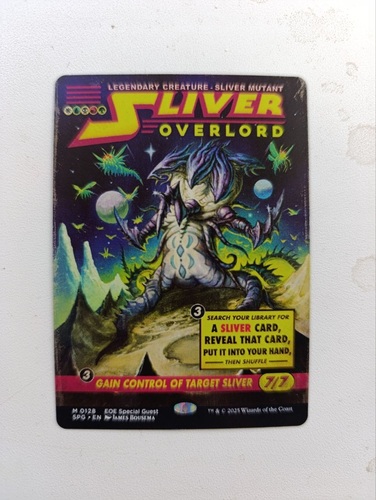 LEGENDARY CREATURE - SLIVER MUTANT
SLIVER
OVERLORD
3
SEARCH YOUR LIBRARY FOR
A SLIVER CARD,
REVEAL THAT CARD,
PUT IT INTO YOUR HAND,
THEN SHUFFLE
3 GAIN CONTROL OF TARGET SLIVER 7/7
M 0128 EOE Special Guest
SPG • EN James Bousema
™ & © 2025 Wizards of the Coast